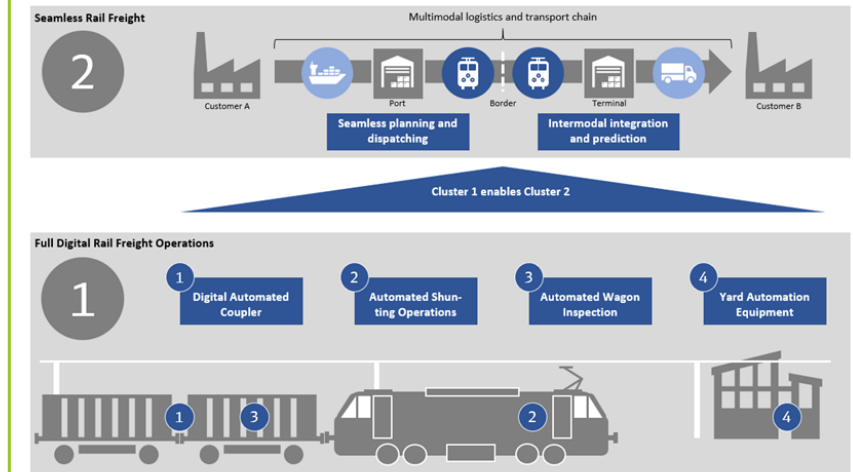 Seamless Rail Freight
Multimodal logistics and transport chain
2
Customer A
Port
Border
Terminal
Customer B
Seamless planning and
dispatching
Intermodal integration
and prediction
Cluster 1 enables Cluster 2
Full Digital Rail Freight Operations
1
1
Digital Automated
Coupler
2
Automated Shun-
ting Operations
3
Automated Wagon
Inspection
4
Yard Automation
Equipment
1
3
2
4